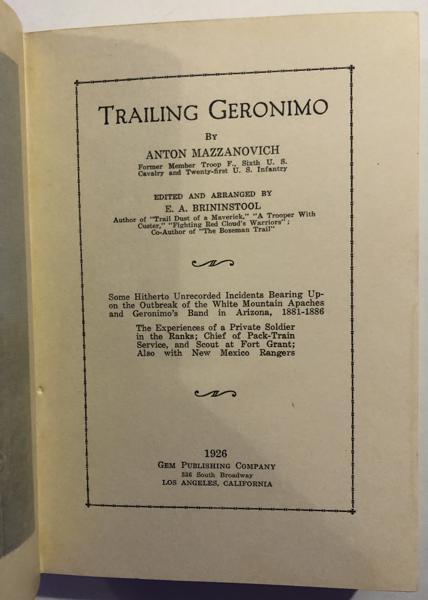 TRAILING GERONIMO
BY
ANTON MAZZANOVICH
Former Member Troop F., Sixth U. S.
Cavalry and Twenty-first U. S. Infantry
EDITED AND ARRANGED BY
E. A. BRININSTOOL
Author of "Trail Dust of a Maverick," "A Trooper With
Custer," "Fighting Red Cloud's Warriors";
Co-Author of "The Bozeman Trail"
Some Hitherto Unrecorded Incidents Bearing Up-
on the Outbreak of the White Mountain Apaches
and Geronimo's Band in Arizona, 1881-1886
The Experiences of a Private Soldier
in the Ranks; Chief of Pack-Train
Service, and Scout at Fort Grant;
Also with New Mexico Rangers
1926
GEM PUBLISHING COMPANY
336 South Broadway
LOS ANGELES, CALIFORNIA